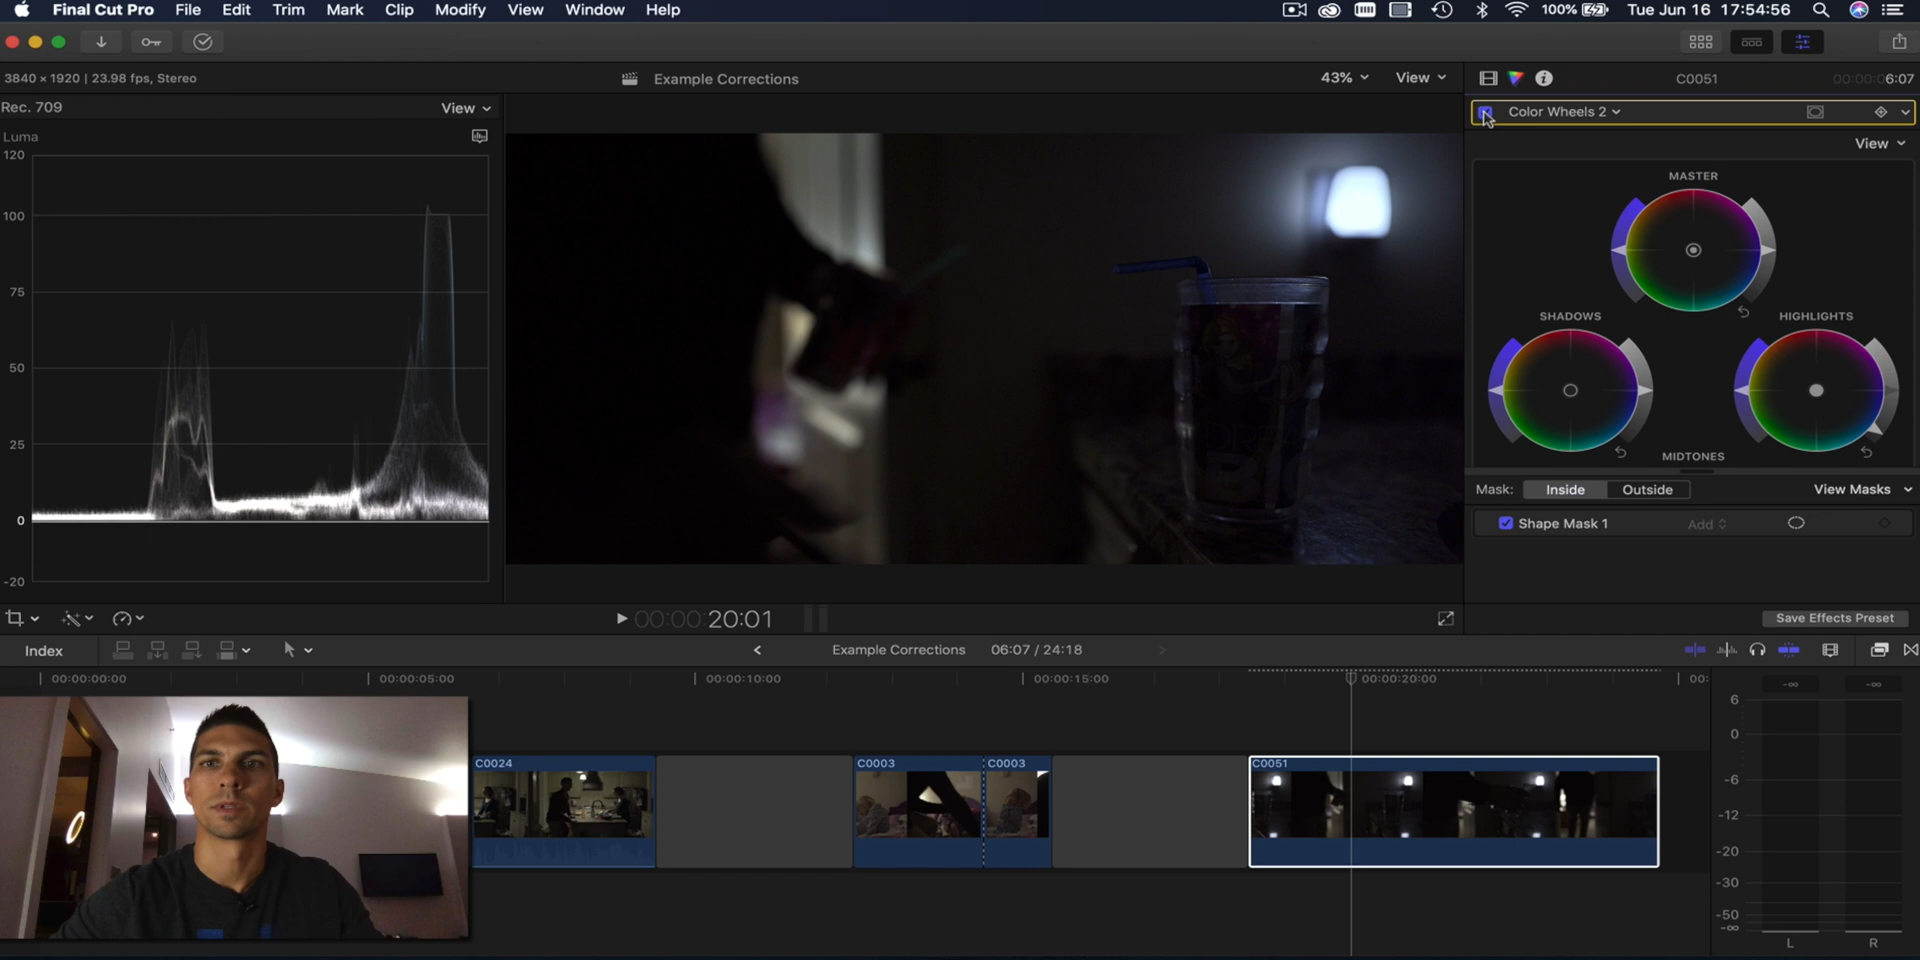 Final Cut Pro File Edit Trim Mark Clip Modify View Window Help 100% Tue Jun 16 17:54:56
3840 × 1920 | 23.98 fps, Stereo Example Corrections 43% View C0051 00:00:06:07
Rec. 709 View Color Wheels 2
Luma View
120
100
75
50
25
0
-20
MASTER
SHADOWS HIGHLIGHTS
MIDTONES
Mask: Inside Outside View Masks
Shape Mask 1 Add
00:00:20:01 Save Effects Preset
Index Example Corrections 06:07 / 24:18
00:00:00:00 00:00:05:00 00:00:10:00 00:00:15:00 00:00:20:00 00:
C0024 C0003 C0003 C0051
-∞ -∞
6
0
-6
-12
-20
-30
-50
-∞
L R